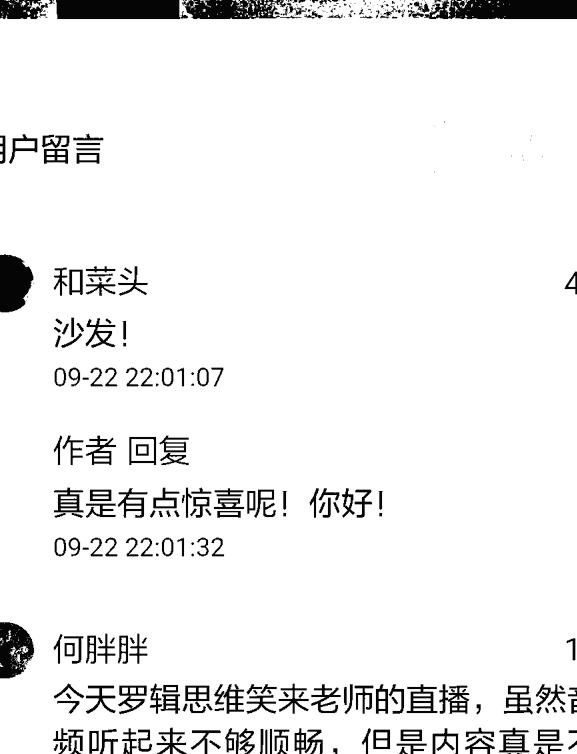 户留言
和菜头
沙发！
09-22 22:01:07
作者 回复
真是有点惊喜呢！你好！
09-22 22:01:32
何胖胖
今天罗辑思维笑来老师的直播，虽然
频听起来不够顺畅，但是内容真是